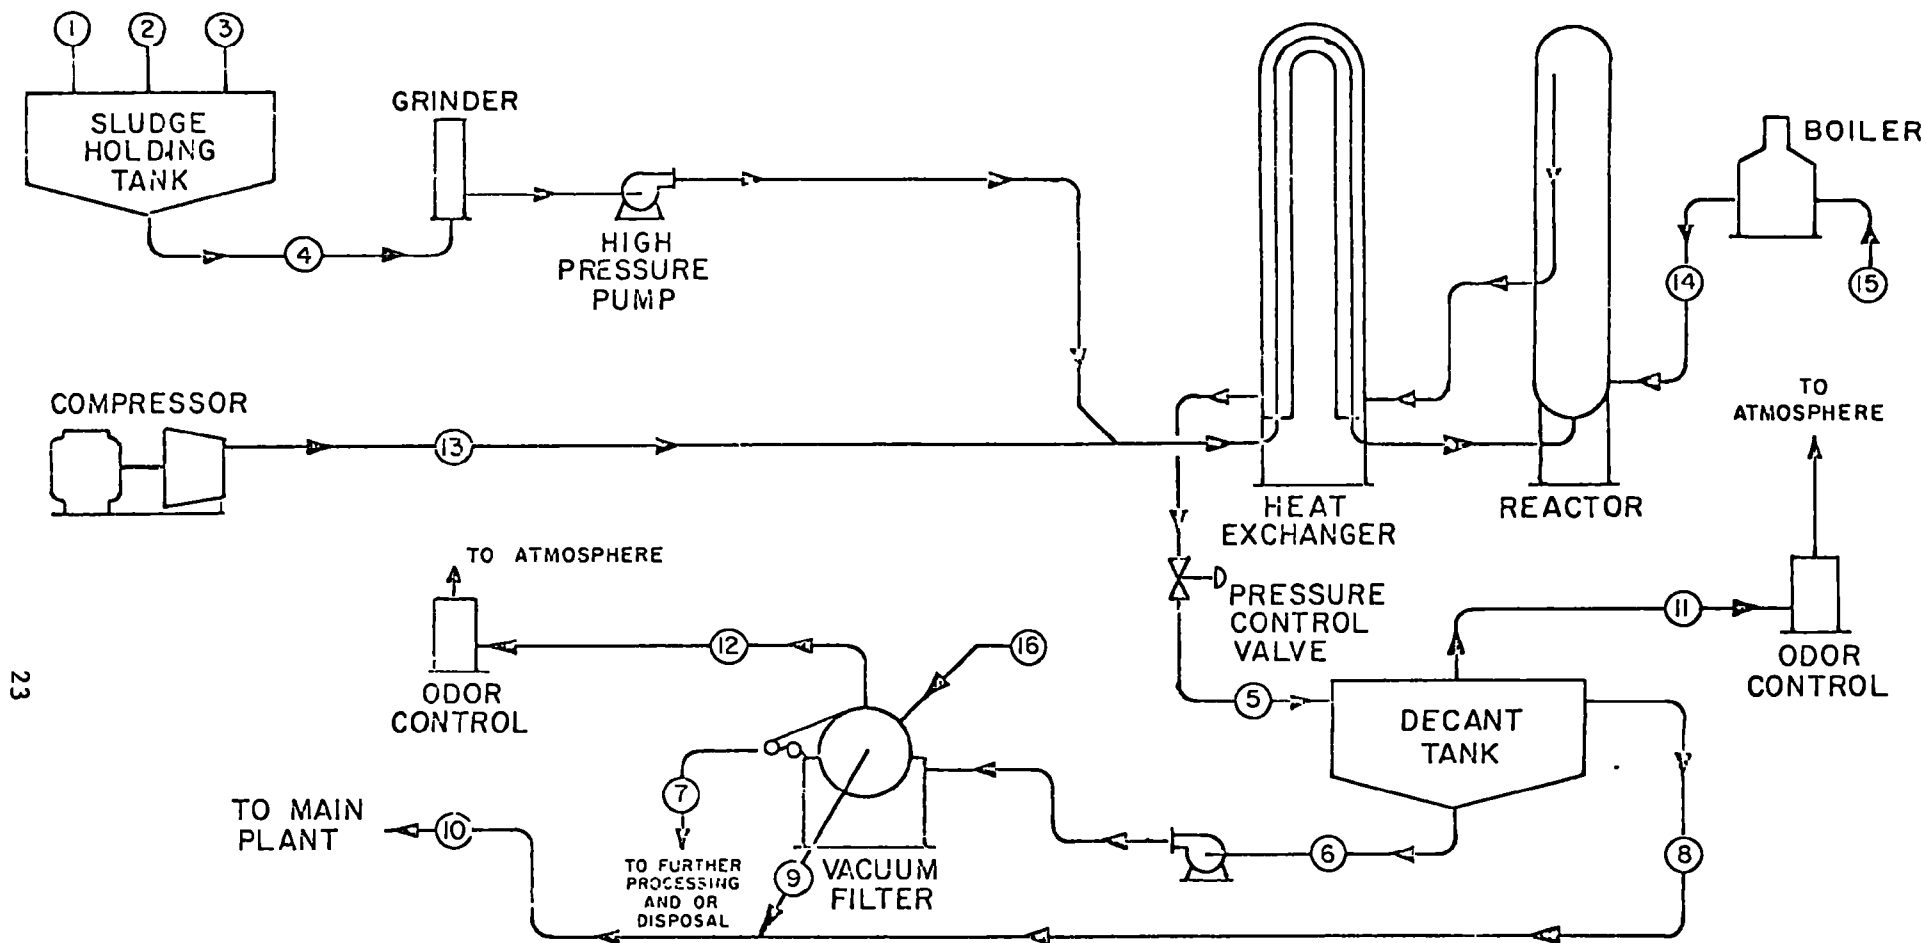 1
2
3
SLUDGE
HOLDING
TANK
GRINDER
4
HIGH
PRESSURE
PUMP
BOILER
14
15
COMPRESSOR
13
HEAT
EXCHANGER
REACTOR
TO
ATMOSPHERE
TO ATMOSPHERE
12
16
ODOR
CONTROL
PRESSURE
CONTROL
VALVE
5
DECANT
TANK
11
ODOR
CONTROL
23
7
TO FURTHER
PROCESSING
AND OR
DISPOSAL
TO MAIN
PLANT
10
9
VACUUM
FILTER
6
8